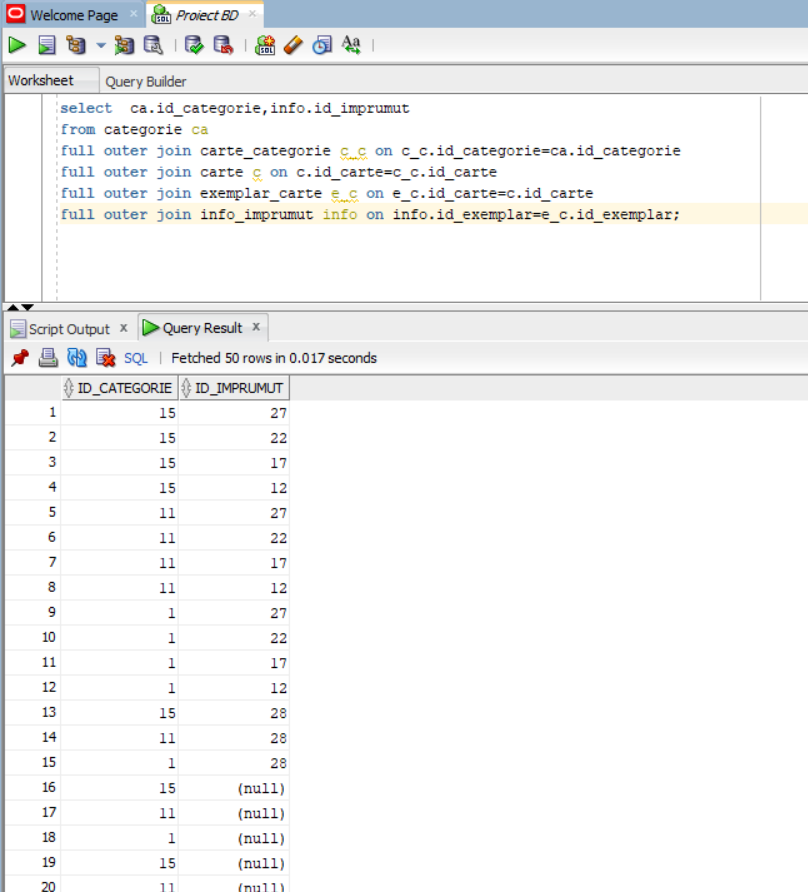 Welcome Page × Proiect BD ×
Worksheet Query Builder
select ca.id_categorie,info.id_imprumut
from categorie ca
full outer join carte_categorie c_c on c_c.id_categorie=ca.id_categorie
full outer join carte c on c.id_carte=c_c.id_carte
full outer join exemplar_carte e_c on e_c.id_carte=c.id_carte
full outer join info_imprumut info on info.id_exemplar=e_c.id_exemplar;
Script Output x Query Result x
SQL | Fetched 50 rows in 0.017 seconds
ID_CATEGORIE ID_IMPRUMUT
1 15 27
2 15 22
3 15 17
4 15 12
5 11 27
6 11 22
7 11 17
8 11 12
9 1 27
10 1 22
11 1 17
12 1 12
13 15 28
14 11 28
15 1 28
16 15 (null)
17 11 (null)
18 1 (null)
19 15 (null)
20 11 (null)